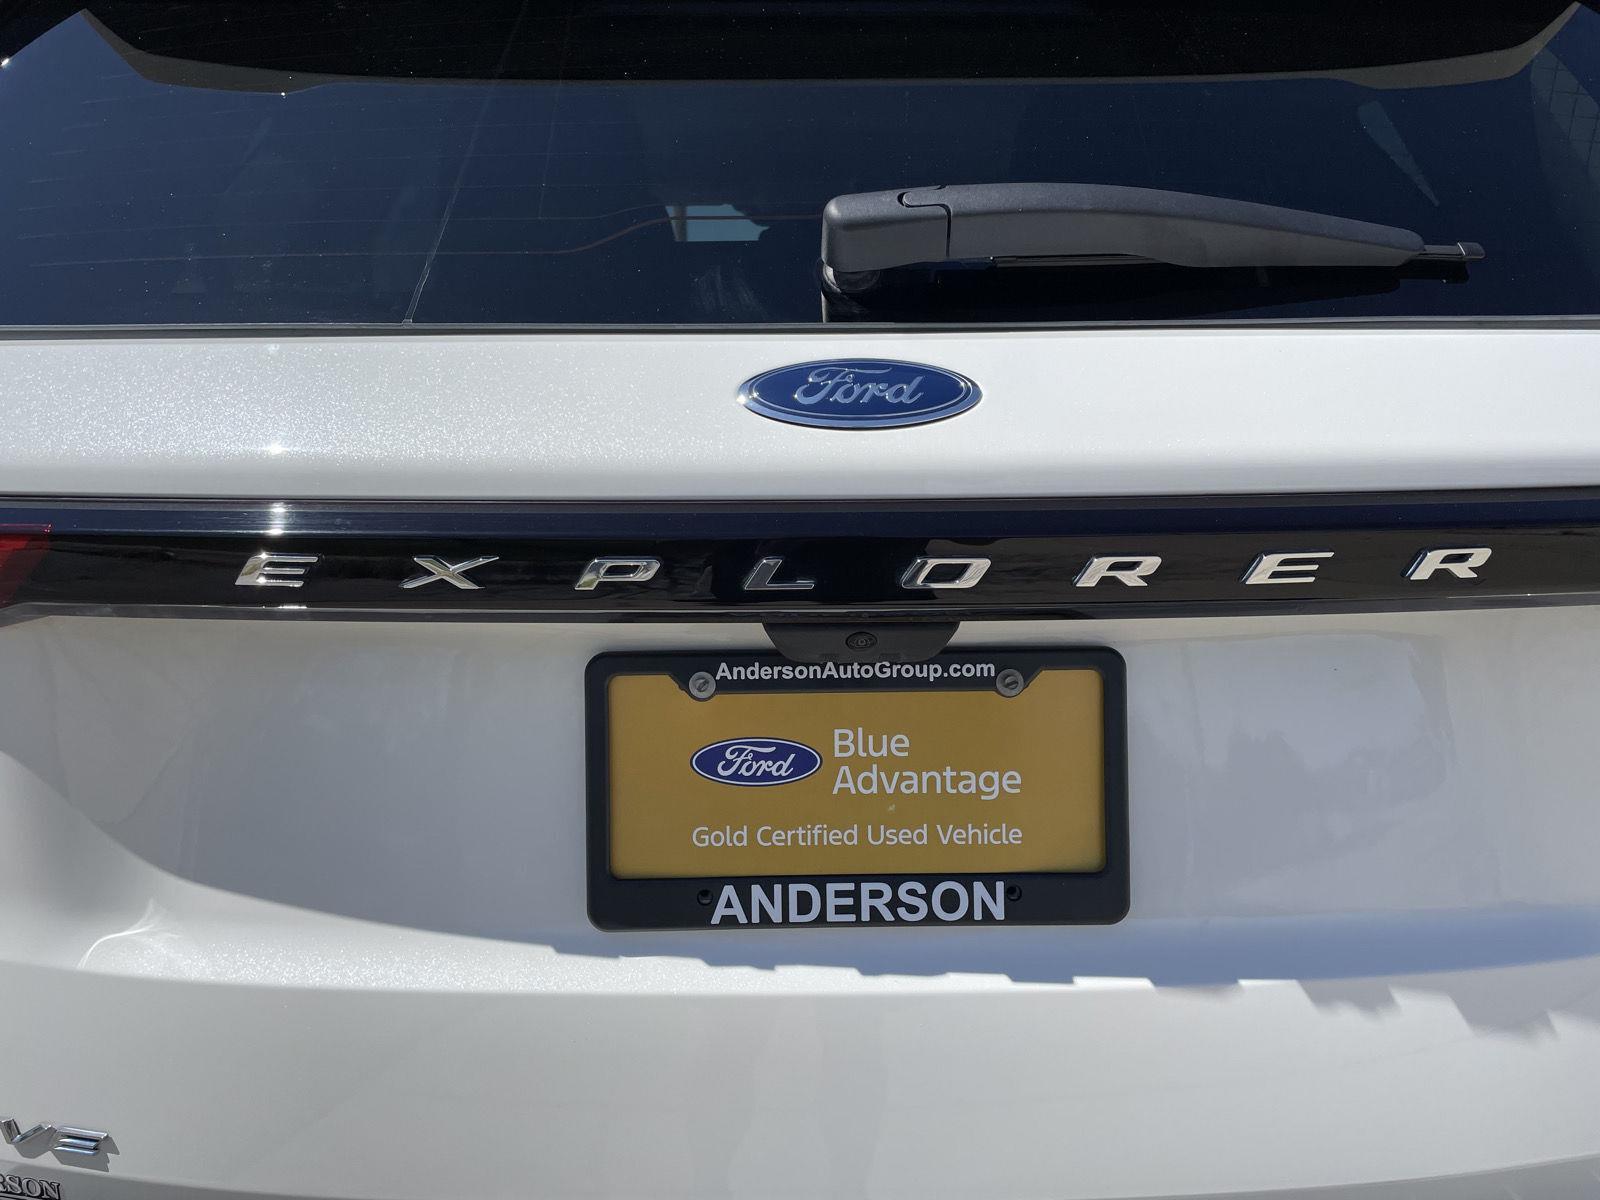 Ford
EXPLORER
AndersonAutoGroup.com
Ford
Blue
Advantage
Gold Certified Used Vehicle
ANDERSON